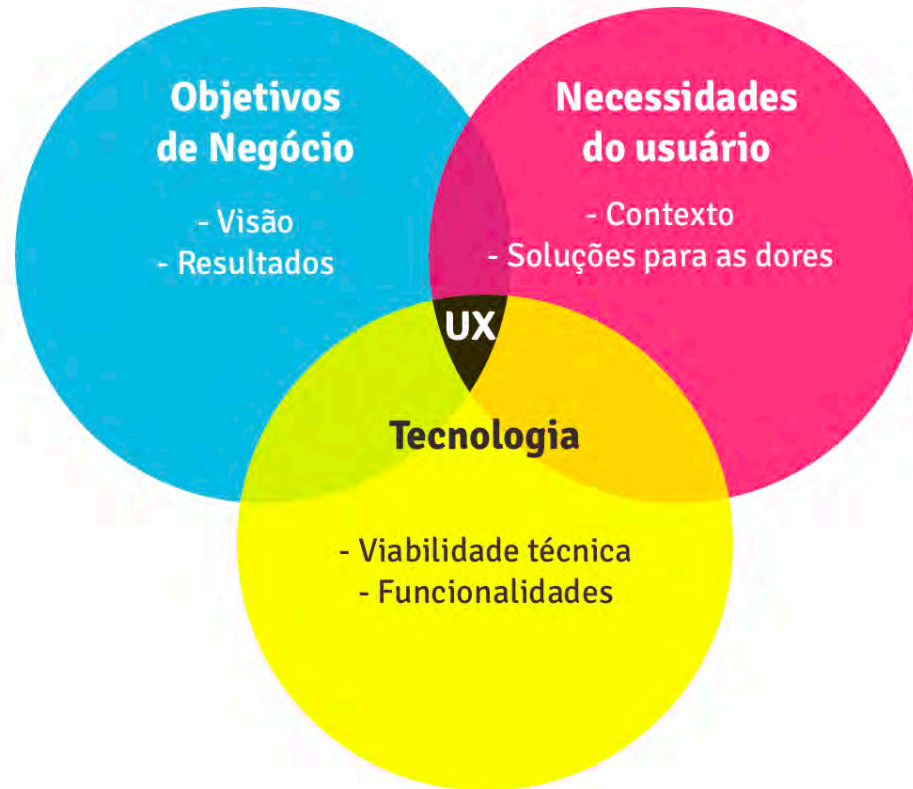 Objetivos
de Negócio
- Visão
- Resultados
Necessidades
do usuário
- Contexto
- Soluções para as dores
UX
Tecnologia
- Viabilidade técnica
- Funcionalidades